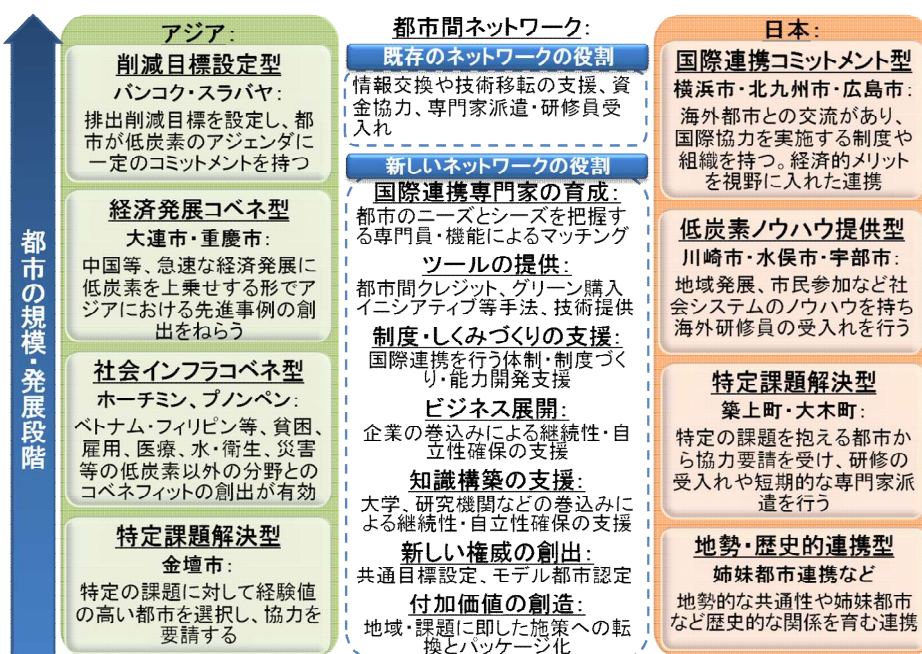 都市の規模・発展段階
アジア:
削減目標設定型
バンコク・スラバヤ:
排出削減目標を設定し、都
市が低炭素のアジェンダに
一定のコミットメントを持つ
経済発展コベネ型
大連市・重慶市:
中国等、急速な経済発展に
低炭素を上乗せする形でア
ジアにおける先進事例の創
出をねらう
社会インフラコベネ型
ホーチミン、プノンペン:
ベトナム・フィリピン等、貧困、
雇用、医療、水・衛生、災害
等の低炭素以外の分野との
コベネフィットの創出が有効
特定課題解決型
金壇市:
特定の課題に対して経験値
の高い都市を選択し、協力を
要請する
都市間ネットワーク:
既存のネットワークの役割
情報交換や技術移転の支援、資
金協力、専門家派遣・研修員受
入れ
新しいネットワークの役割
国際連携専門家の育成:
都市のニーズとシーズを把握す
る専門員・機能によるマッチング
ツールの提供:
都市間クレジット、グリーン購入
イニシアティブ等手法、技術提供
制度・しくみづくりの支援:
国際連携を行う体制・制度づく
り・能力開発支援
ビジネス展開:
企業の巻込みによる継続性・自
立性確保の支援
知識構築の支援:
大学、研究機関などの巻込みに
よる継続性・自立性確保の支援
新しい権威の創出:
共通目標設定、モデル都市認定
付加価値の創造:
地域・課題に即した施策への転
換とパッケージ化
日本:
国際連携コミットメント型
横浜市・北九州市・広島市:
海外都市との交流があり、
国際協力を実施する制度や
組織を持つ。経済的メリット
を視野に入れた連携
低炭素ノウハウ提供型
川崎市・水俣市・宇部市:
地域発展、市民参加など社
会システムのノウハウを持ち
海外研修員の受入れを行う
特定課題解決型
築上町・大木町:
特定の課題を抱える都市か
ら協力要請を受け、研修の
受入れや短期的な専門家派
遣を行う
地勢・歴史的連携型
姉妹都市連携など
地勢的な共通性や姉妹都市
など歴史的な関係を育む連携